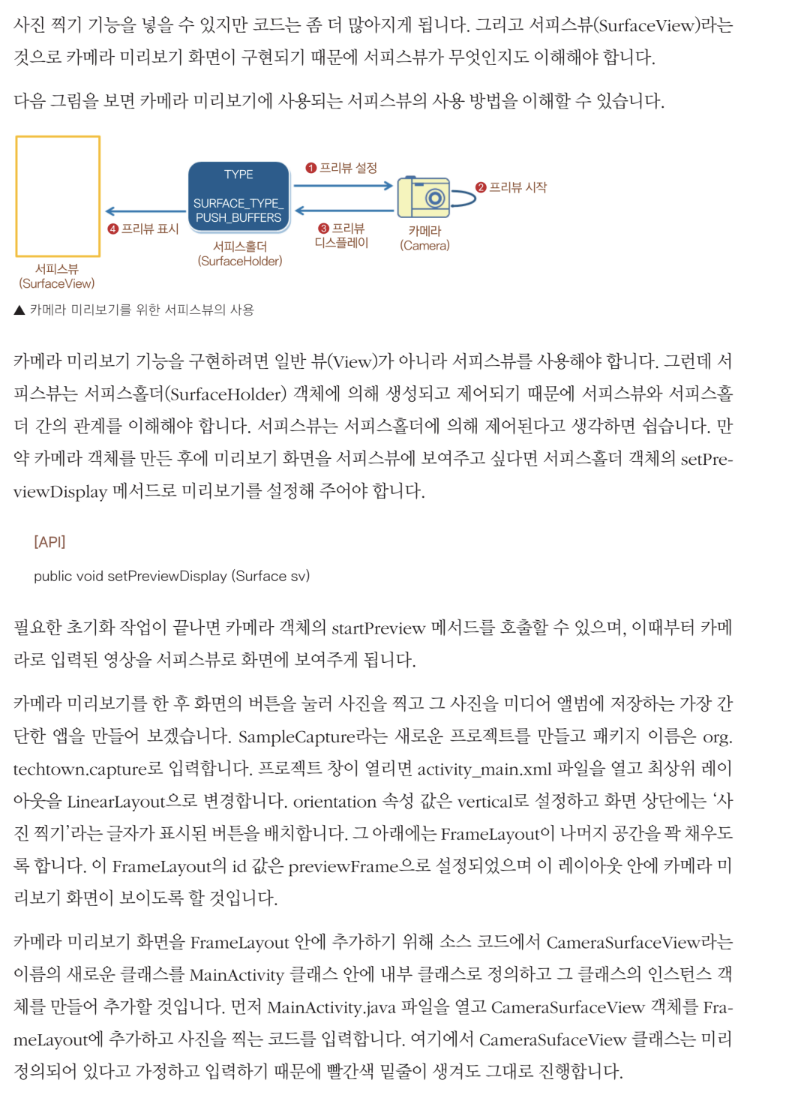 사진 찍기 기능을 넣을 수 있지만 코드는 좀 더 많아지게 됩니다. 그리고 서피스뷰(SurfaceView)라는
것으로 카메라 미리보기 화면이 구현되기 때문에 서피스뷰가 무엇인지도 이해해야 합니다.
다음 그림을 보면 카메라 미리보기에 사용되는 서피스뷰의 사용 방법을 이해할 수 있습니다.
TYPE
SURFACE_TYPE_
PUSH_BUFFERS
❶ 프리뷰 설정
❷ 프리뷰 시작
❸ 프리뷰
디스플레이
❹ 프리뷰 표시
서피스홀더
(SurfaceHolder)
카메라
(Camera)
서피스뷰
(SurfaceView)
▲ 카메라 미리보기를 위한 서피스뷰의 사용
카메라 미리보기 기능을 구현하려면 일반 뷰(View)가 아니라 서피스뷰를 사용해야 합니다. 그런데 서
피스뷰는 서피스홀더(SurfaceHolder) 객체에 의해 생성되고 제어되기 때문에 서피스뷰와 서피스홀
더 간의 관계를 이해해야 합니다. 서피스뷰는 서피스홀더에 의해 제어된다고 생각하면 쉽습니다. 만
약 카메라 객체를 만든 후에 미리보기 화면을 서피스뷰에 보여주고 싶다면 서피스홀더 객체의 setPre-
viewDisplay 메서드로 미리보기를 설정해 주어야 합니다.
[API]
public void setPreviewDisplay (Surface sv)
필요한 초기화 작업이 끝나면 카메라 객체의 startPreview 메서드를 호출할 수 있으며, 이때부터 카메
라로 입력된 영상을 서피스뷰로 화면에 보여주게 됩니다.
카메라 미리보기를 한 후 화면의 버튼을 눌러 사진을 찍고 그 사진을 미디어 앨범에 저장하는 가장 간
단한 앱을 만들어 보겠습니다. SampleCapture라는 새로운 프로젝트를 만들고 패키지 이름은 org.
techtown.capture로 입력합니다. 프로젝트 창이 열리면 activity_main.xml 파일을 열고 최상위 레이
아웃을 LinearLayout으로 변경합니다. orientation 속성 값은 vertical로 설정하고 화면 상단에는 ‘사
진 찍기’라는 글자가 표시된 버튼을 배치합니다. 그 아래에는 FrameLayout이 나머지 공간을 꽉 채우도
록 합니다. 이 FrameLayout의 id 값은 previewFrame으로 설정되었으며 이 레이아웃 안에 카메라 미
리보기 화면이 보이도록 할 것입니다.
카메라 미리보기 화면을 FrameLayout 안에 추가하기 위해 소스 코드에서 CameraSurfaceView라는
이름의 새로운 클래스를 MainActivity 클래스 안에 내부 클래스로 정의하고 그 클래스의 인스턴스 객
체를 만들어 추가할 것입니다. 먼저 MainActivity.java 파일을 열고 CameraSurfaceView 객체를 Fra-
meLayout에 추가하고 사진을 찍는 코드를 입력합니다. 여기에서 CameraSufaceView 클래스는 미리
정의되어 있다고 가정하고 입력하기 때문에 빨간색 밑줄이 생겨도 그대로 진행합니다.